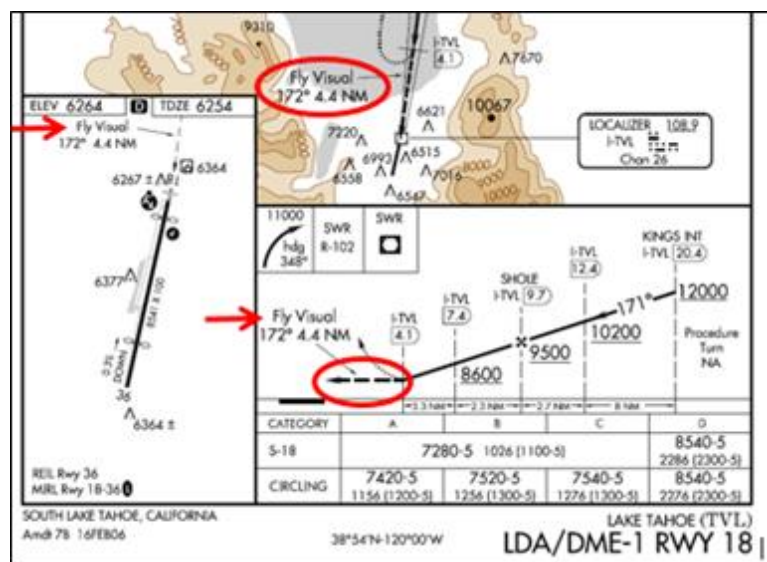 9310
I-TVL
4.1
7670
Fly Visual
172° 4.4 NM
10067
6621
7220
6515
6993
6558
7016
6547
10000
LOCALIZER 108.9
I-TVL
Chan 26
ELEV 6264 D TDZE 6254
Fly Visual
172° 4.4 NM
6364
6267 ±
6377
8541 X 100
0.3%
DOWN
36
6364 ±
REIL Rwy 36
MIRL Rwy 18-36
11000
hdg
348°
SWR
R-102
SWR
Fly Visual
172° 4.4 NM
I-TVL
4.1
I-TVL
7.4
SHOLE
I-TVL 9.7
I-TVL
12.4
KINGS INT
I-TVL 20.4
171°
12000
10200
9500
8600
Procedure
Turn
NA
3.3 NM 2.3 NM 2.7 NM 8 NM
CATEGORY A B C D
S-18 7280-5 1026 (1100-5) 8540-5
2286 (2300-5)
CIRCLING 7420-5 7520-5 7540-5 8540-5
1156 (1200-5) 1256 (1300-5) 1276 (1300-5) 2276 (2300-5)
SOUTH LAKE TAHOE, CALIFORNIA
Amdt 7B 16FEB06
38°54'N-120°00'W
LAKE TAHOE (TVL)
LDA/DME-1 RWY 18